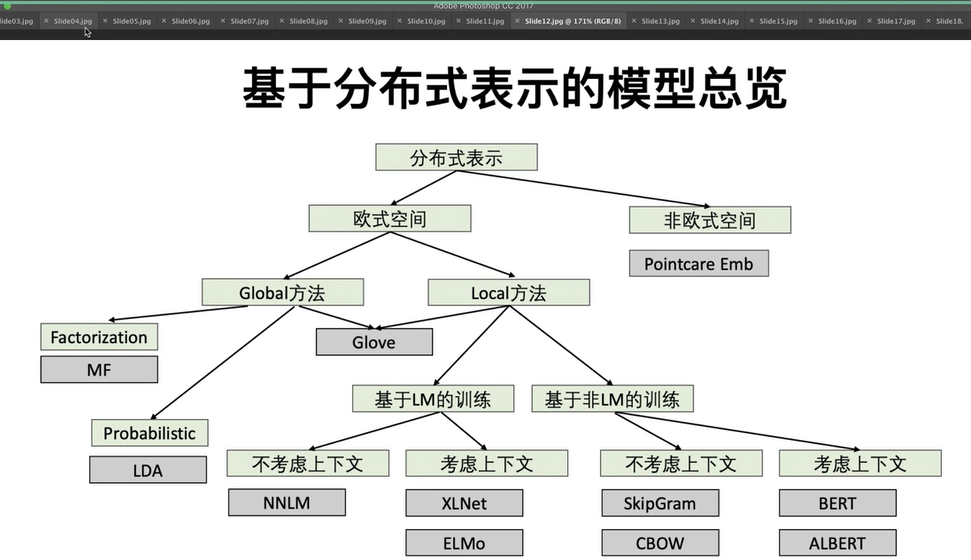 Adobe Photoshop CC 2017
lide03.jpg × Slide04.jpg × Slide05.jpg × Slide06.jpg × Slide07.jpg × Slide08.jpg × Slide09.jpg × Slide10.jpg × Slide11.jpg × Slide12.jpg @ 171% (RGB/8) × Slide13.jpg × Slide14.jpg × Slide15.jpg × Slide16.jpg × Slide17.jpg × Slide18.
基于分布式表示的模型总览
分布式表示
欧式空间
非欧式空间
Pointcare Emb
Global方法
Local方法
Factorization
Glove
MF
基于LM的训练
基于非LM的训练
Probabilistic
LDA
不考虑上下文
考虑上下文
不考虑上下文
考虑上下文
NNLM
XLNet
SkipGram
BERT
ELMo
CBOW
ALBERT